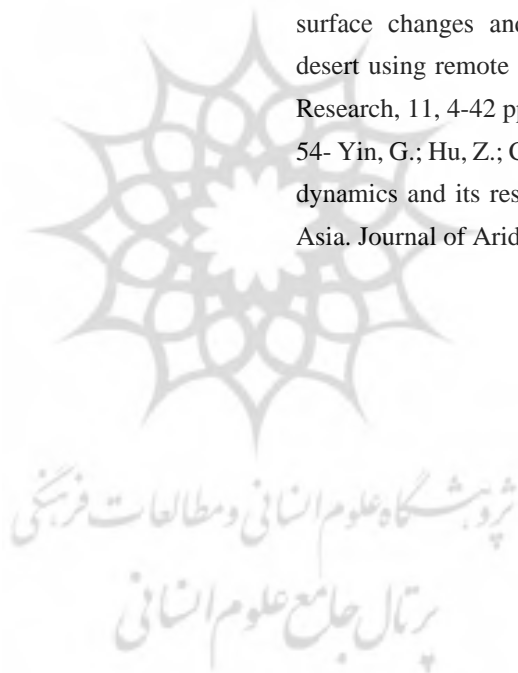 surface changes and
desert using remote
Research, 11, 4-42 pp
54- Yin, G.; Hu, Z.;
dynamics and its res
Asia. Journal of Arid
پژوهشگاه علوم انسانی و مطالعات فرهنگی
پرتال جامع علوم انسانی